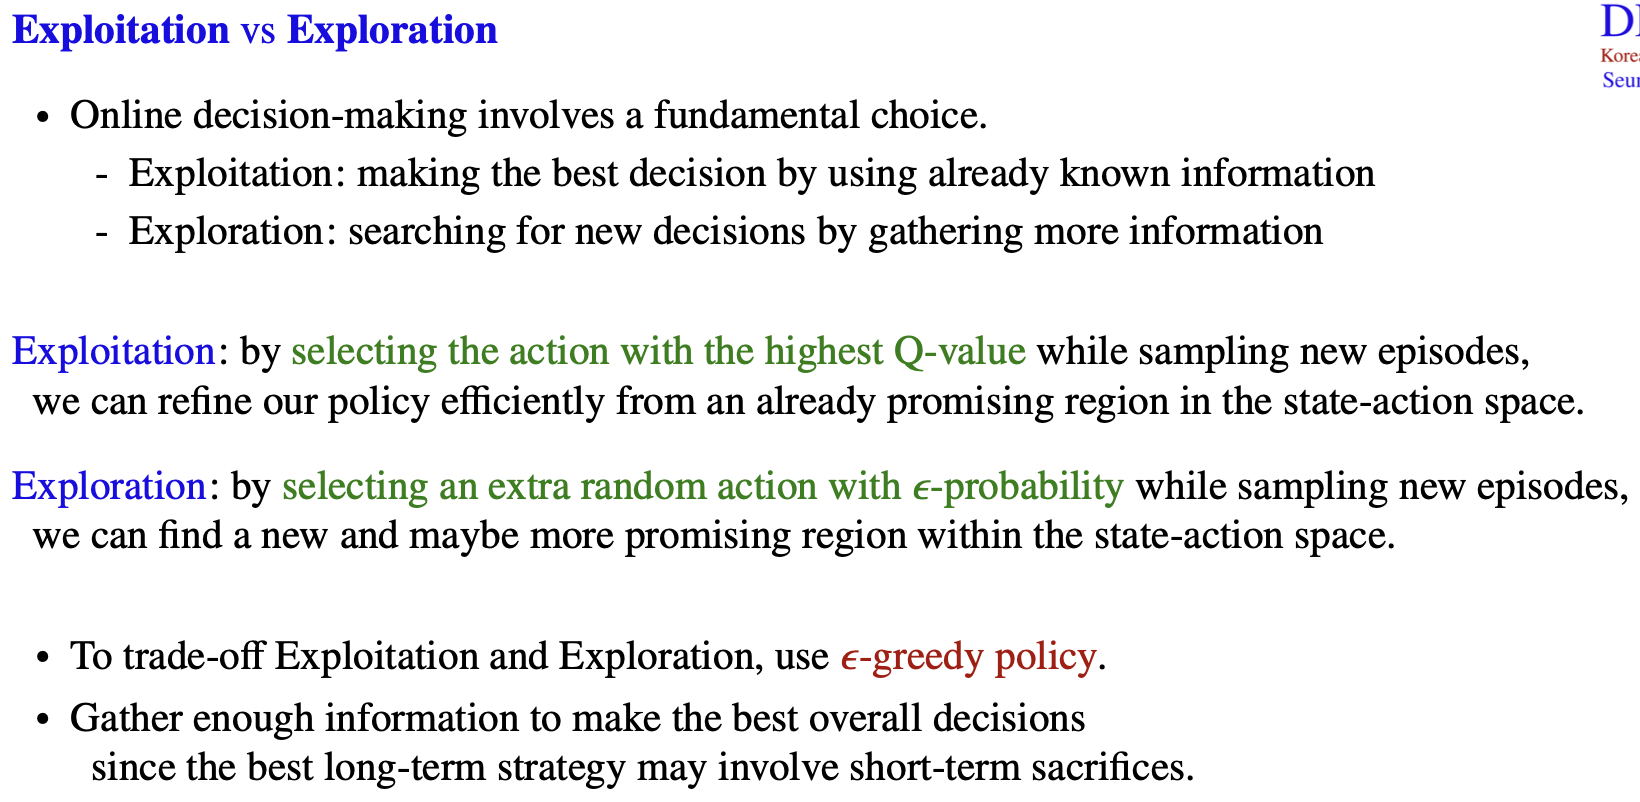 Exploitation vs Exploration
• Online decision-making involves a fundamental choice.
- Exploitation: making the best decision by using already known information
- Exploration: searching for new decisions by gathering more information
Exploitation: by selecting the action with the highest Q-value while sampling new episodes,
we can refine our policy efficiently from an already promising region in the state-action space.
Exploration: by selecting an extra random action with ϵ-probability while sampling new episodes,
we can find a new and maybe more promising region within the state-action space.
• To trade-off Exploitation and Exploration, use ϵ-greedy policy.
• Gather enough information to make the best overall decisions
since the best long-term strategy may involve short-term sacrifices.